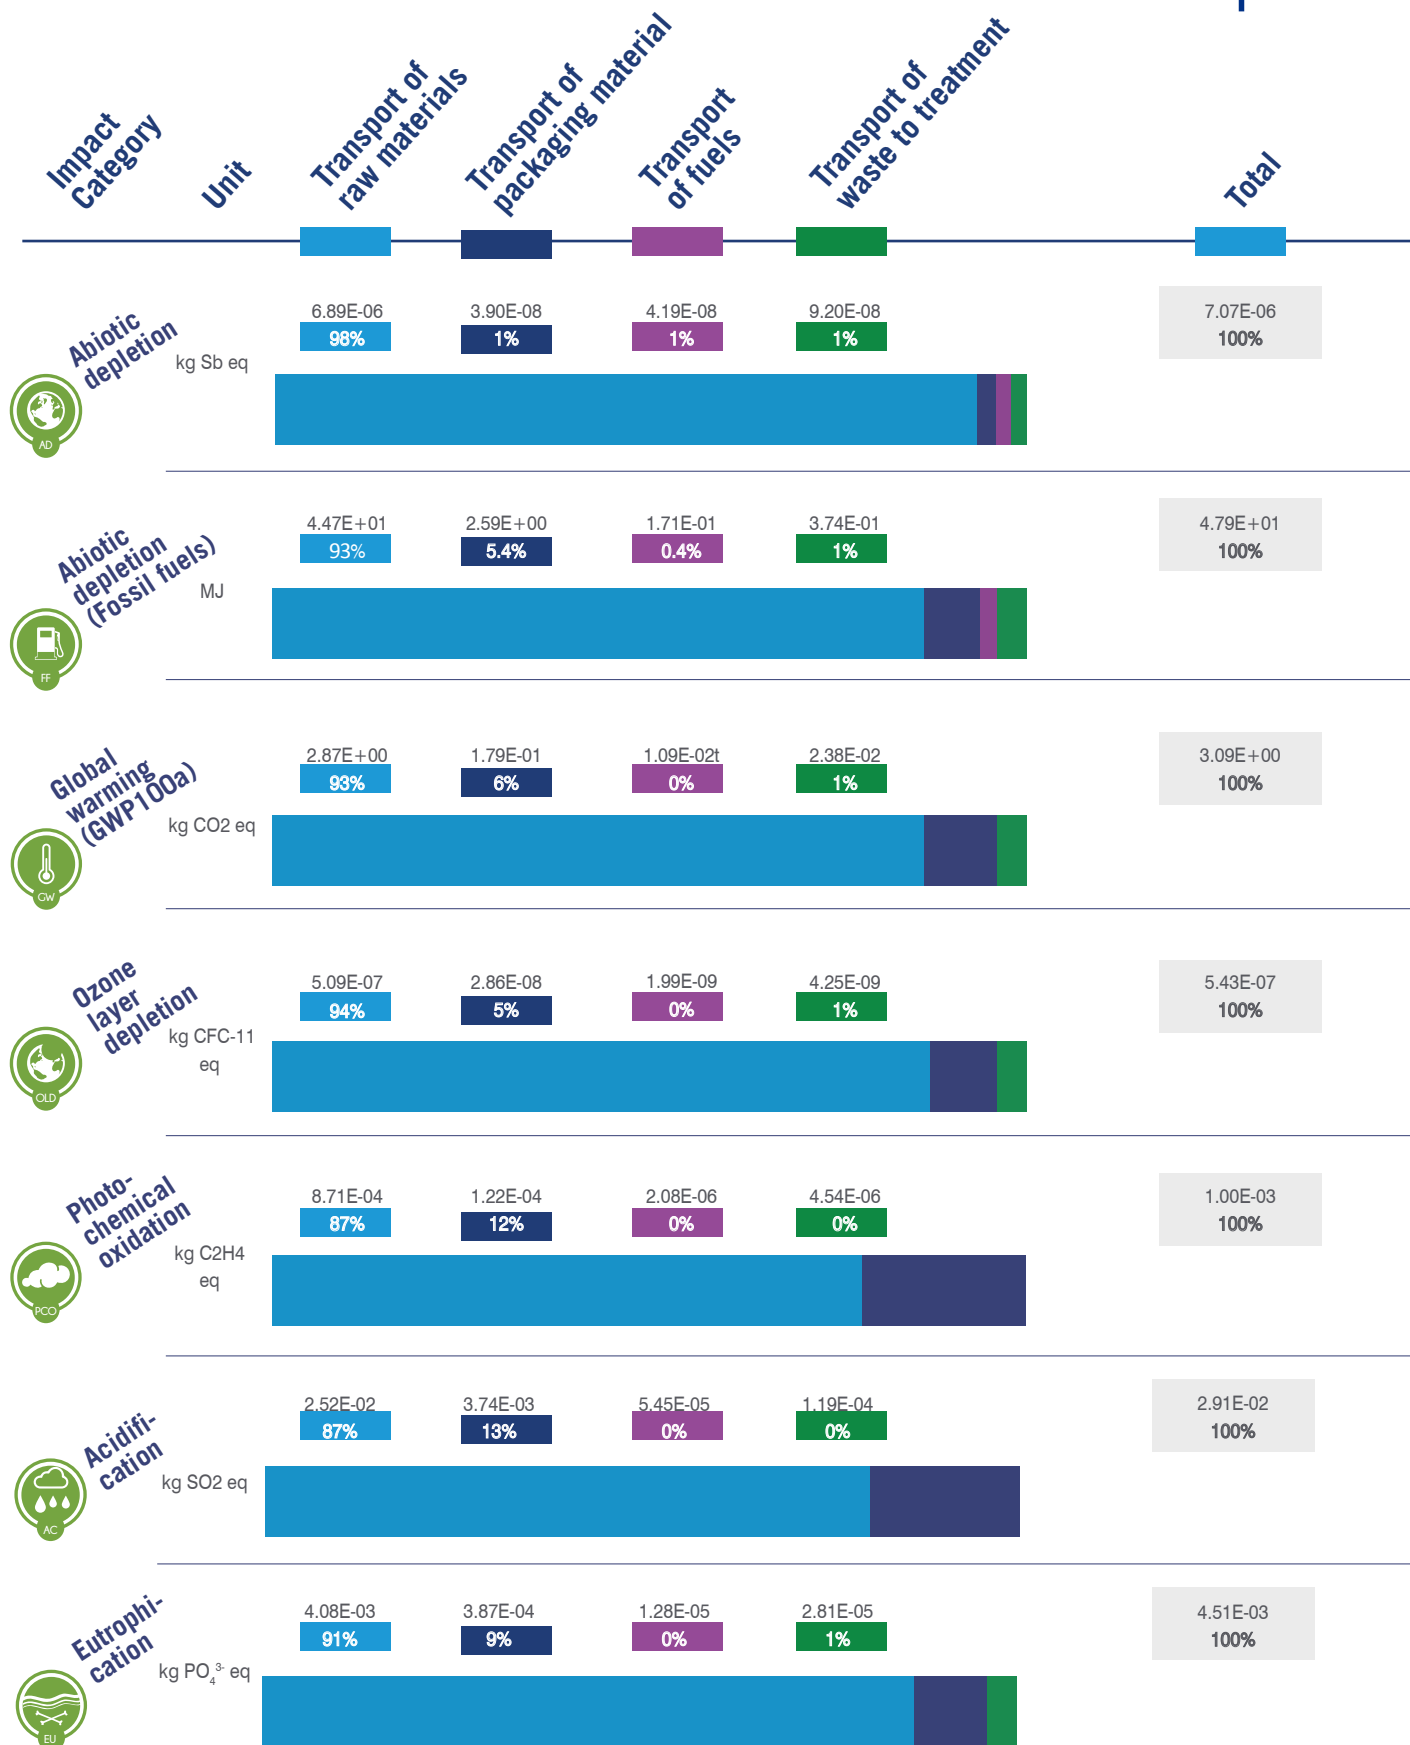 Impact
Category
Unit
Transport of
raw materials
Transport of
packaging material
Transport
of fuels
Transport of
waste to treatment
Total
Abiotic
depletion
AD
kg Sb eq
6.89E-06 3.90E-08 4.19E-08 9.20E-08 7.07E-06
98% 1% 1% 1% 100%
Abiotic
depletion
(Fossil fuels)
FF
MJ
4.47E+01 2.59E+00 1.71E-01 3.74E-01 4.79E+01
93% 5.4% 0.4% 1% 100%
Global
warming
(GWP100a)
GW
kg CO2 eq
2.87E+00 1.79E-01 1.09E-02t 2.38E-02 3.09E+00
93% 6% 0% 1% 100%
Ozone
layer
depletion
OLD
kg CFC-11
eq
5.09E-07 2.86E-08 1.99E-09 4.25E-09 5.43E-07
94% 5% 0% 1% 100%
Photo-
chemical
oxidation
PCO
kg C2H4
eq
8.71E-04 1.22E-04 2.08E-06 4.54E-06 1.00E-03
87% 12% 0% 0% 100%
Acidifi-
cation
AC
kg SO2 eq
2.52E-02 3.74E-03 5.45E-05 1.19E-04 2.91E-02
87% 13% 0% 0% 100%
Eutrophi-
cation
EU
kg PO₄³⁻ eq
4.08E-03 3.87E-04 1.28E-05 2.81E-05 4.51E-03
91% 9% 0% 1% 100%